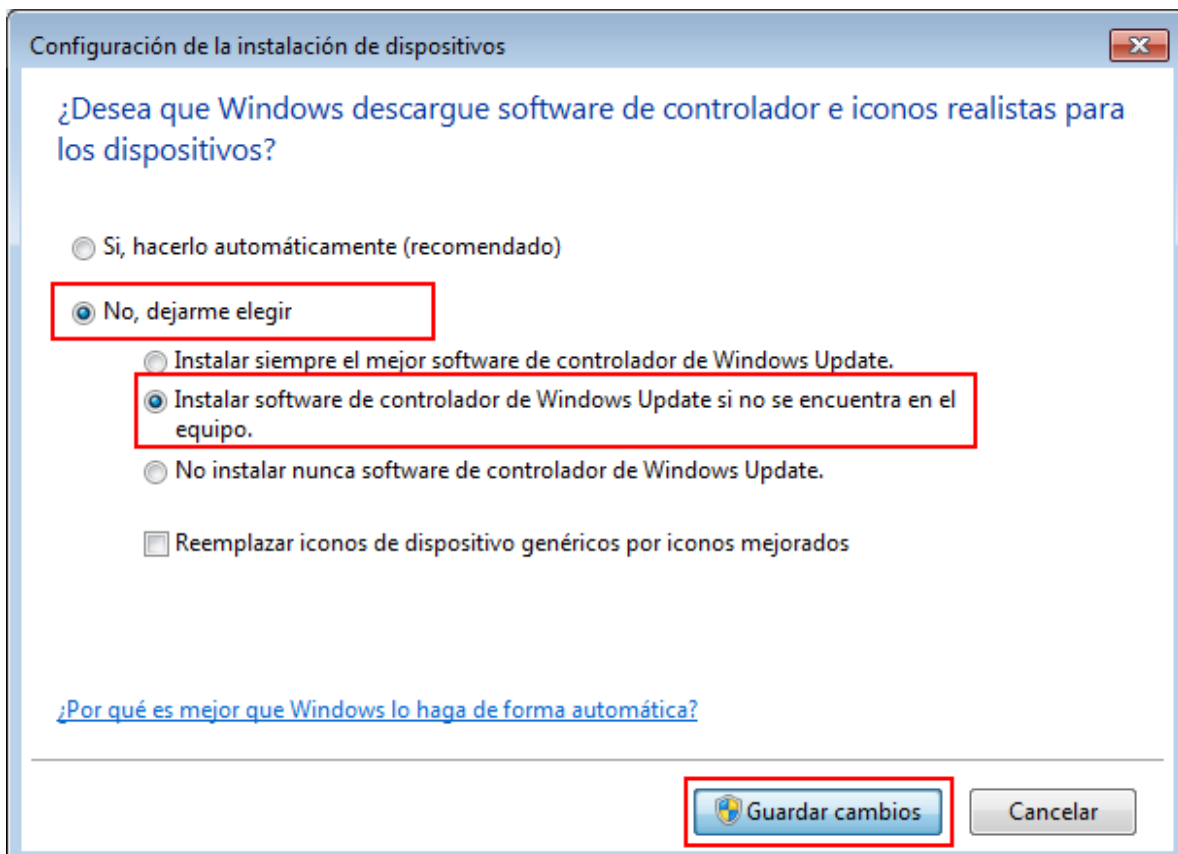 Configuración de la instalación de dispositivos
¿Desea que Windows descargue software de controlador e iconos realistas para
los dispositivos?
Si, hacerlo automáticamente (recomendado)
No, dejarme elegir
Instalar siempre el mejor software de controlador de Windows Update.
Instalar software de controlador de Windows Update si no se encuentra en el
equipo.
No instalar nunca software de controlador de Windows Update.
Reemplazar iconos de dispositivo genéricos por iconos mejorados
¿Por qué es mejor que Windows lo haga de forma automática?
Guardar cambios
Cancelar